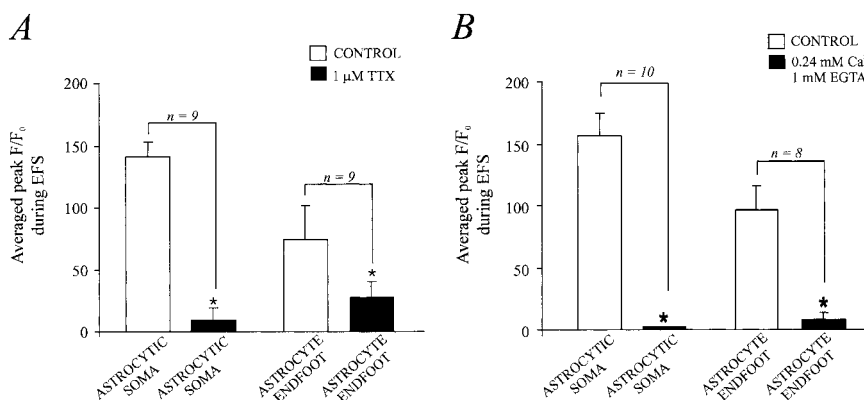 A
CONTROL
1 µM TTX
Averaged peak F/F0
during EFS
200
150
100
50
0
n = 9
n = 9
*
*
ASTROCYTIC
SOMA
ASTROCYTIC
SOMA
ASTROCYTE
ENDFOOT
ASTROCYTE
ENDFOOT
B
CONTROL
0.24 mM Ca
1 mM EGTA
Averaged peak F/F0
during EFS
200
150
100
50
0
n = 10
n = 8
*
*
ASTROCYTIC
SOMA
ASTROCYTIC
SOMA
ASTROCYTE
ENDFOOT
ASTROCYTE
ENDFOOT